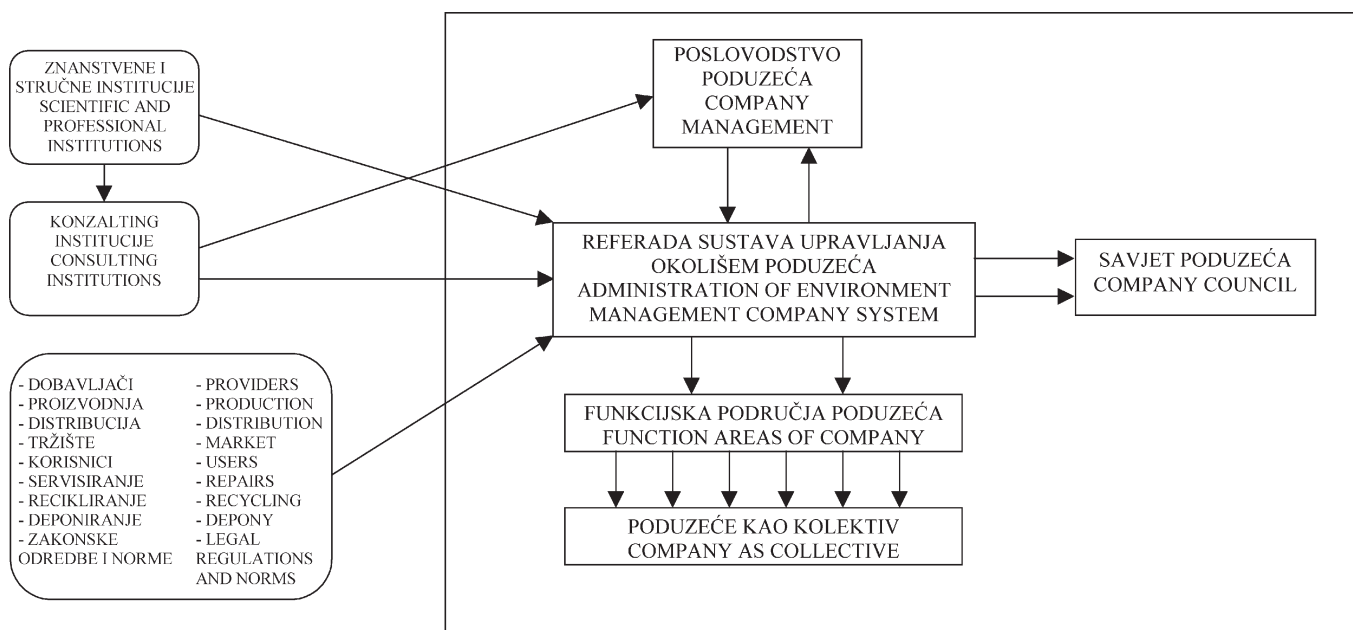 ZNANSTVENE I
STRUČNE INSTITUCIJE
SCIENTIFIC AND
PROFESSIONAL
INSTITUTIONS
KONZALTING
INSTITUCIJE
CONSULTING
INSTITUTIONS
- DOBAVLJAČI
- PROIZVODNJA
- DISTRIBUCIJA
- TRŽIŠTE
- KORISNICI
- SERVISIRANJE
- RECIKLIRANJE
- DEPONIRANJE
- ZAKONSKE
ODREDBE I NORME
- PROVIDERS
- PRODUCTION
- DISTRIBUTION
- MARKET
- USERS
- REPAIRS
- RECYCLING
- DEPONY
- LEGAL
REGULATIONS
AND NORMS
POSLOVODSTVO
PODUZEĆA
COMPANY
MANAGEMENT
REFERADA SUSTAVA UPRAVLJANJA
OKOLIŠEM PODUZEĆA
ADMINISTRATION OF ENVIRONMENT
MANAGEMENT COMPANY SYSTEM
SAVJET PODUZEĆA
COMPANY COUNCIL
FUNKCIJSKA PODRUČJA PODUZEĆA
FUNCTION AREAS OF COMPANY
PODUZEĆE KAO KOLEKTIV
COMPANY AS COLLECTIVE